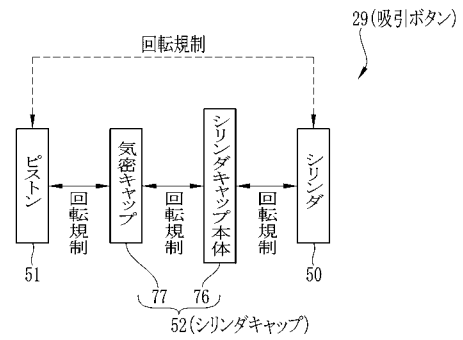 29(吸引ボタン)
回転規制
ピストン
気密キャップ
シリンダキャップ本体
シリンダ
回転規制
回転規制
回転規制
51
77
76
50
52(シリンダキャップ)